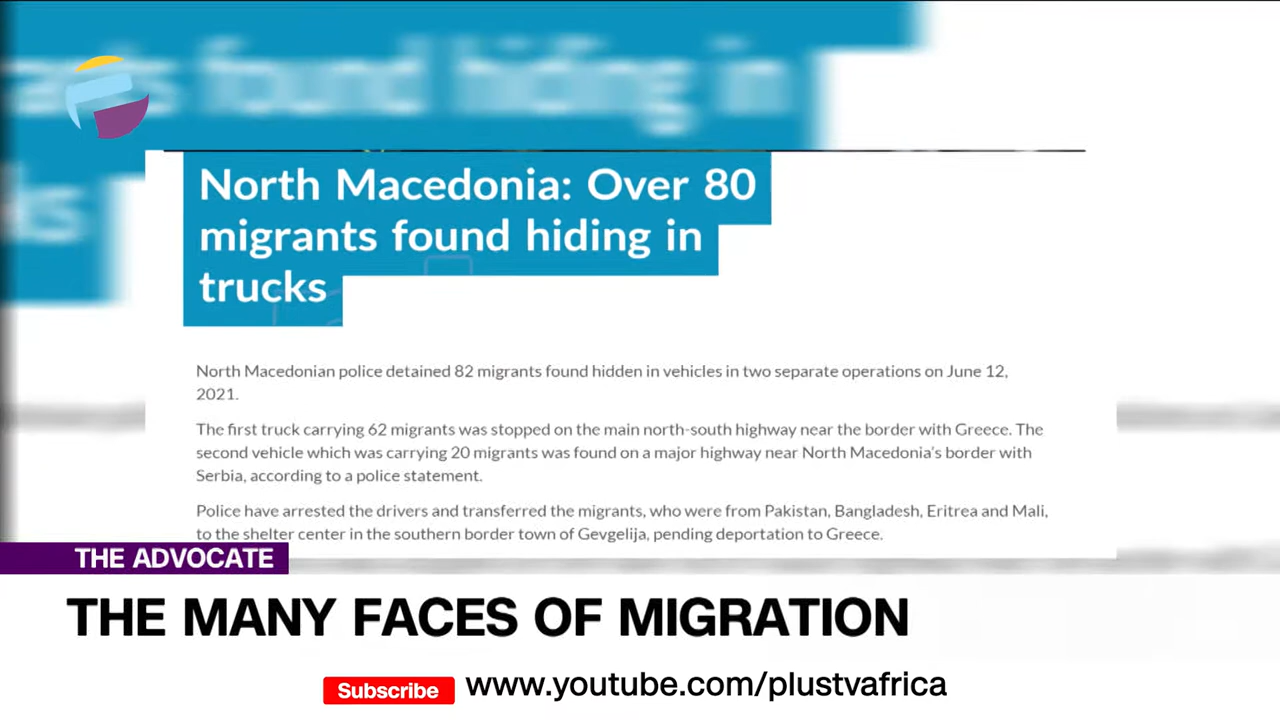 ts found hiding in
ks
North Macedonia: Over 80
migrants found hiding in
trucks
North Macedonian police detained 82 migrants found hidden in vehicles in two separate operations on June 12,
2021.
The first truck carrying 62 migrants was stopped on the main north-south highway near the border with Greece. The
second vehicle which was carrying 20 migrants was found on a major highway near North Macedonia's border with
Serbia, according to a police statement.
Police have arrested the drivers and transferred the migrants, who were from Pakistan, Bangladesh, Eritrea and Mali,
to the shelter center in the southern border town of Gevgelija, pending deportation to Greece.
THE ADVOCATE
THE MANY FACES OF MIGRATION
Subscribe www.youtube.com/plustvafrica